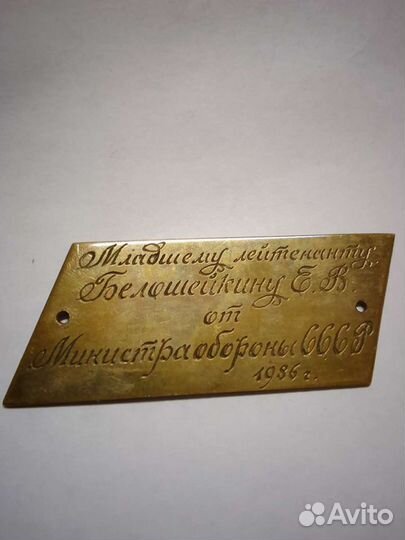 Младшему лейтенанту
Белошейкину Е.В.
от
Министра обороны СССР
1986 г.
Avito